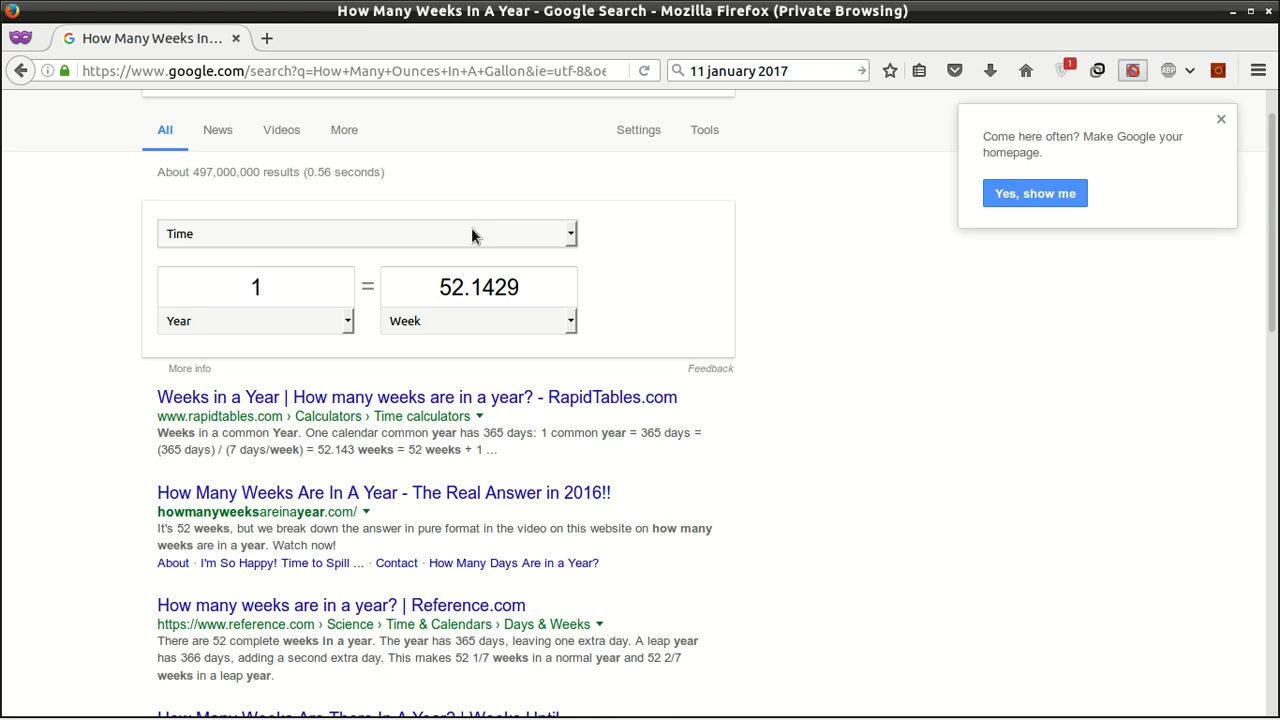 How Many Weeks In A Year - Google Search - Mozilla Firefox (Private Browsing)
How Many Weeks In...
https://www.google.com/search?q=How+Many+Ounces+In+A+Gallon&ie=utf-8&oe
11 january 2017
1
ABP
All News Videos More Settings Tools
Come here often? Make Google your
homepage.
Yes, show me
About 497,000,000 results (0.56 seconds)
Time
1 = 52.1429
Year Week
More info Feedback
Weeks in a Year | How many weeks are in a year? - RapidTables.com
www.rapidtables.com › Calculators › Time calculators
Weeks in a common Year. One calendar common year has 365 days: 1 common year = 365 days =
(365 days) / (7 days/week) = 52.143 weeks = 52 weeks + 1 ...
How Many Weeks Are In A Year - The Real Answer in 2016!!
howmanyweeksareinayear.com/
It's 52 weeks, but we break down the answer in pure format in the video on this website on how many
weeks are in a year. Watch now!
About · I'm So Happy! Time to Spill ... · Contact · How Many Days Are in a Year?
How many weeks are in a year? | Reference.com
https://www.reference.com › Science › Time & Calendars › Days & Weeks
There are 52 complete weeks in a year. The year has 365 days, leaving one extra day. A leap year
has 366 days, adding a second extra day. This makes 52 1/7 weeks in a normal year and 52 2/7
weeks in a leap year.
How Many Weeks Are There In A Year? | Weeks Until